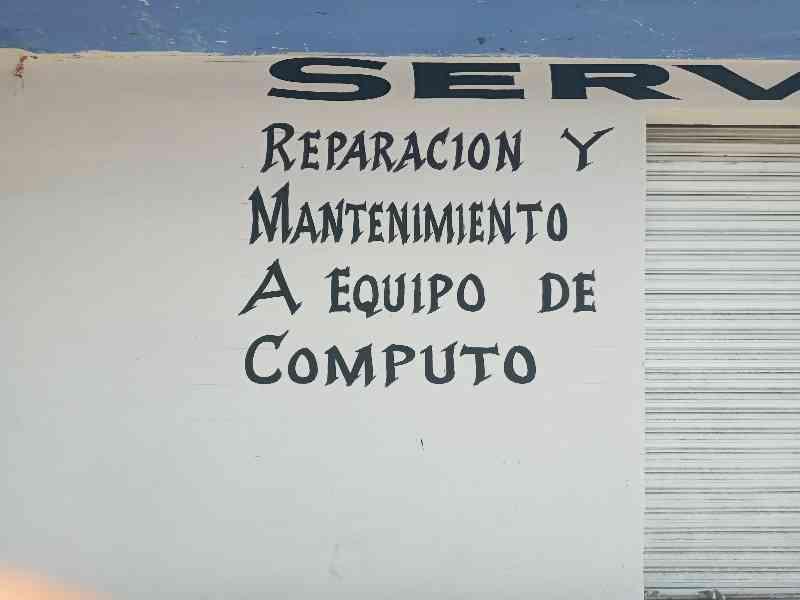 SERV
REPARACION Y
MANTENIMIENTO
A EQUIPO DE
COMPUTO